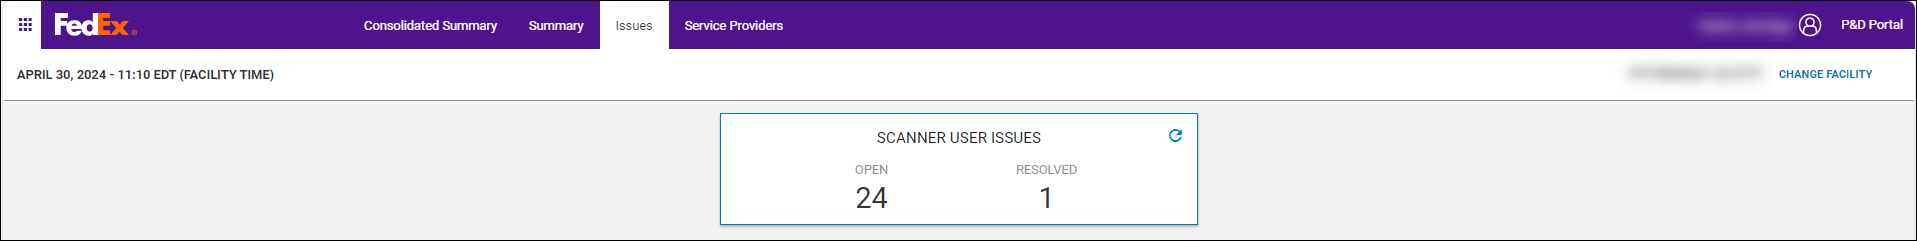 FedEx® Consolidated Summary Summary Issues Service Providers P&D Portal
APRIL 30, 2024 - 11:10 EDT (FACILITY TIME) CHANGE FACILITY
SCANNER USER ISSUES
OPEN RESOLVED
24 1